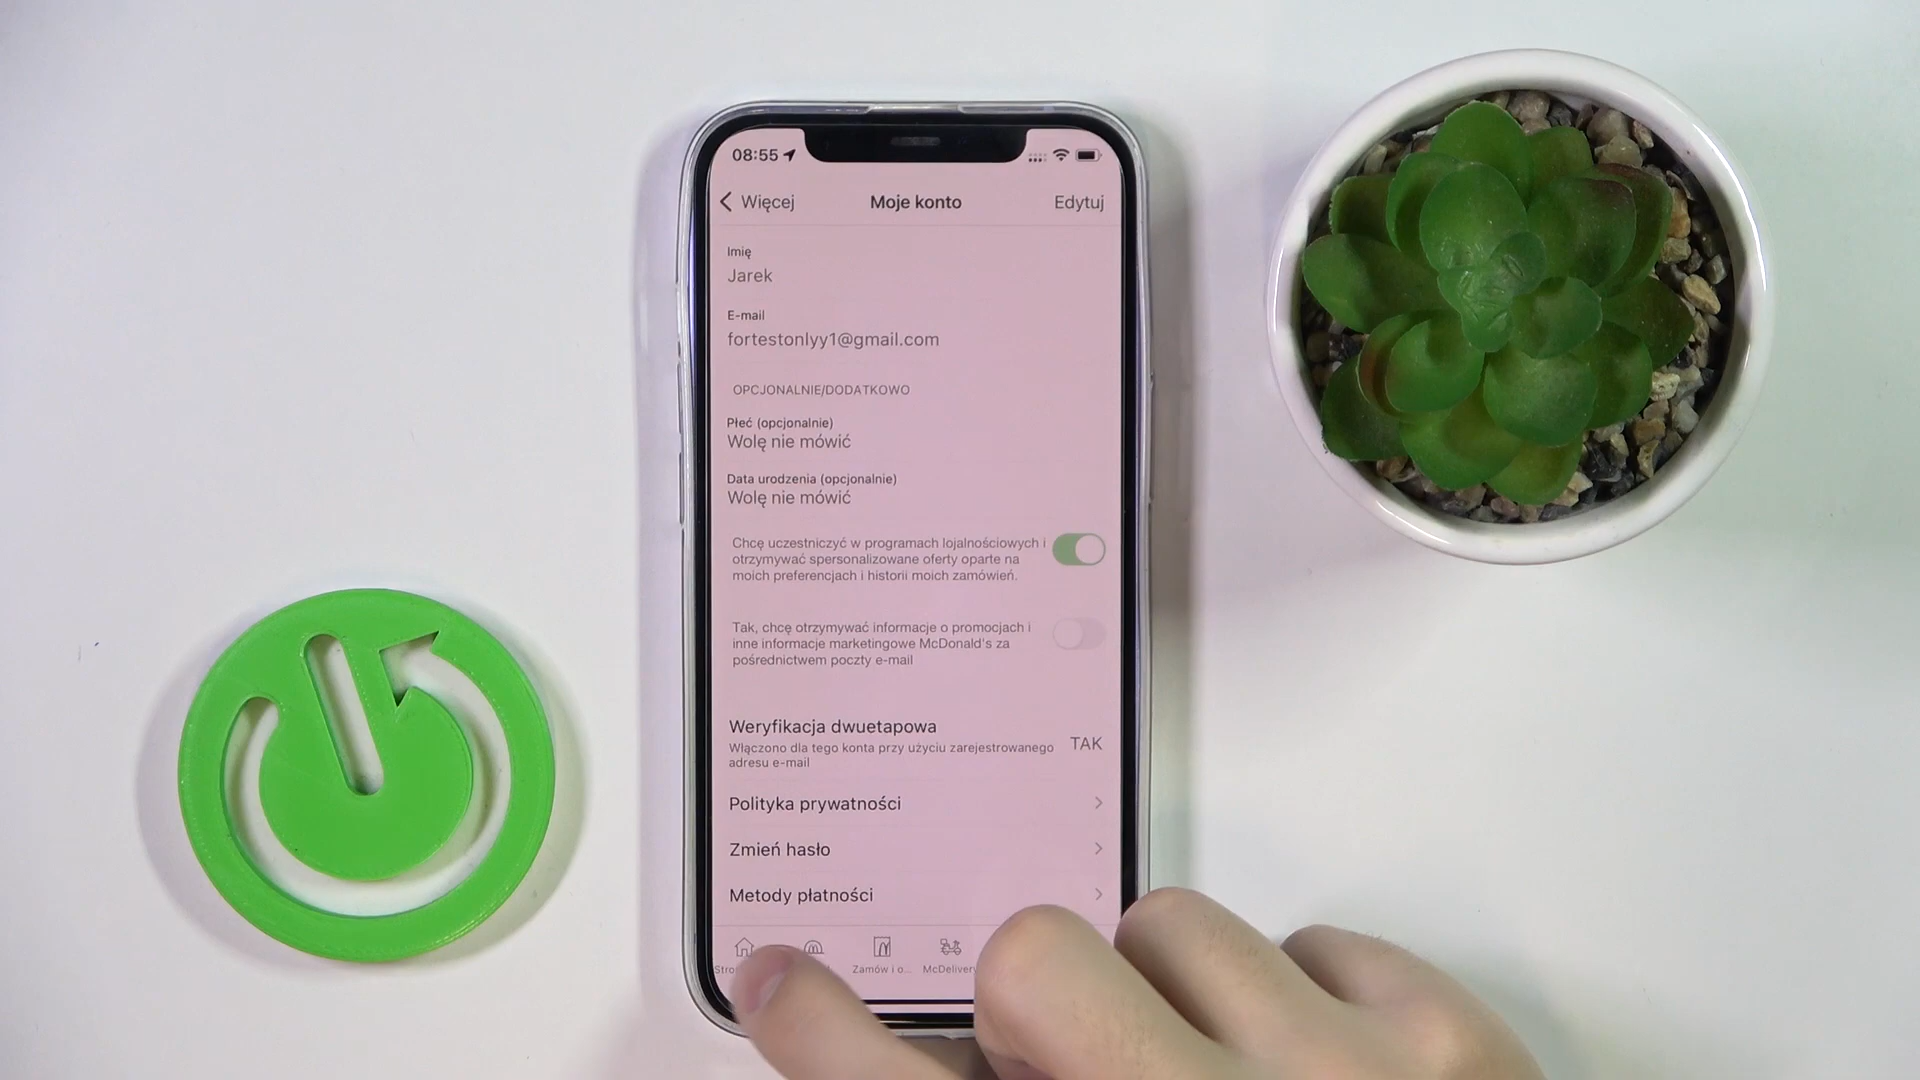 08:55
Więcej
Moje konto
Edytuj
Imię
Jarek
E-mail
fortestonlyy1@gmail.com
OPCJONALNIE/DODATKOWO
Płeć (opcjonalnie)
Wolę nie mówić
Data urodzenia (opcjonalnie)
Wolę nie mówić
Chcę uczestniczyć w programach lojalnościowych i
otrzymywać spersonalizowane oferty oparte na
moich preferencjach i historii moich zamówień.
Tak, chcę otrzymywać informacje o promocjach i
inne informacje marketingowe McDonald's za
pośrednictwem poczty e-mail
Weryfikacja dwuetapowa
Włączono dla tego konta przy użyciu zarejestrowanego
adresu e-mail
TAK
Polityka prywatności
Zmień hasło
Metody płatności
Zamów i o...
McDelivery